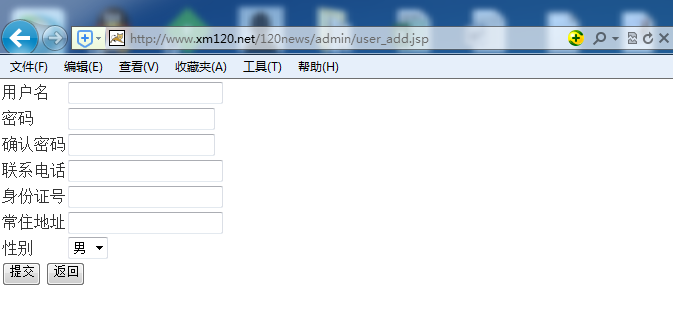 http://www.xm120.net/120news/admin/user_add.jsp
文件(F) 编辑(E) 查看(V) 收藏夹(A) 工具(T) 帮助(H)
用户名
密码
确认密码
联系电话
身份证号
常住地址
性别 男
提交 返回